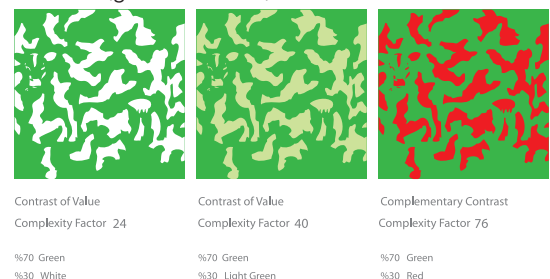 Contrast of Value
Complexity Factor 24
%70 Green
%30 White
Contrast of Value
Complexity Factor 40
%70 Green
%30 Light Green
Complementary Contrast
Complexity Factor 76
%70 Green
%30 Red